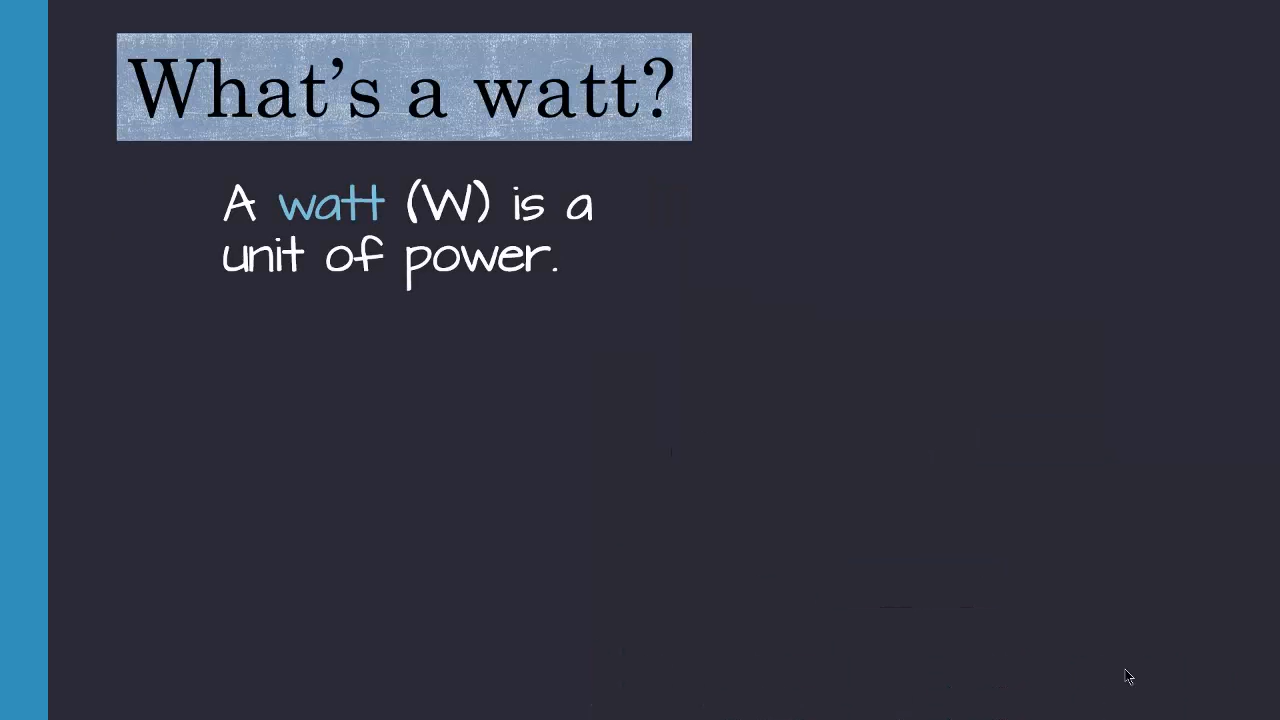 What’s a watt?
A watt (W) is a
unit of power.